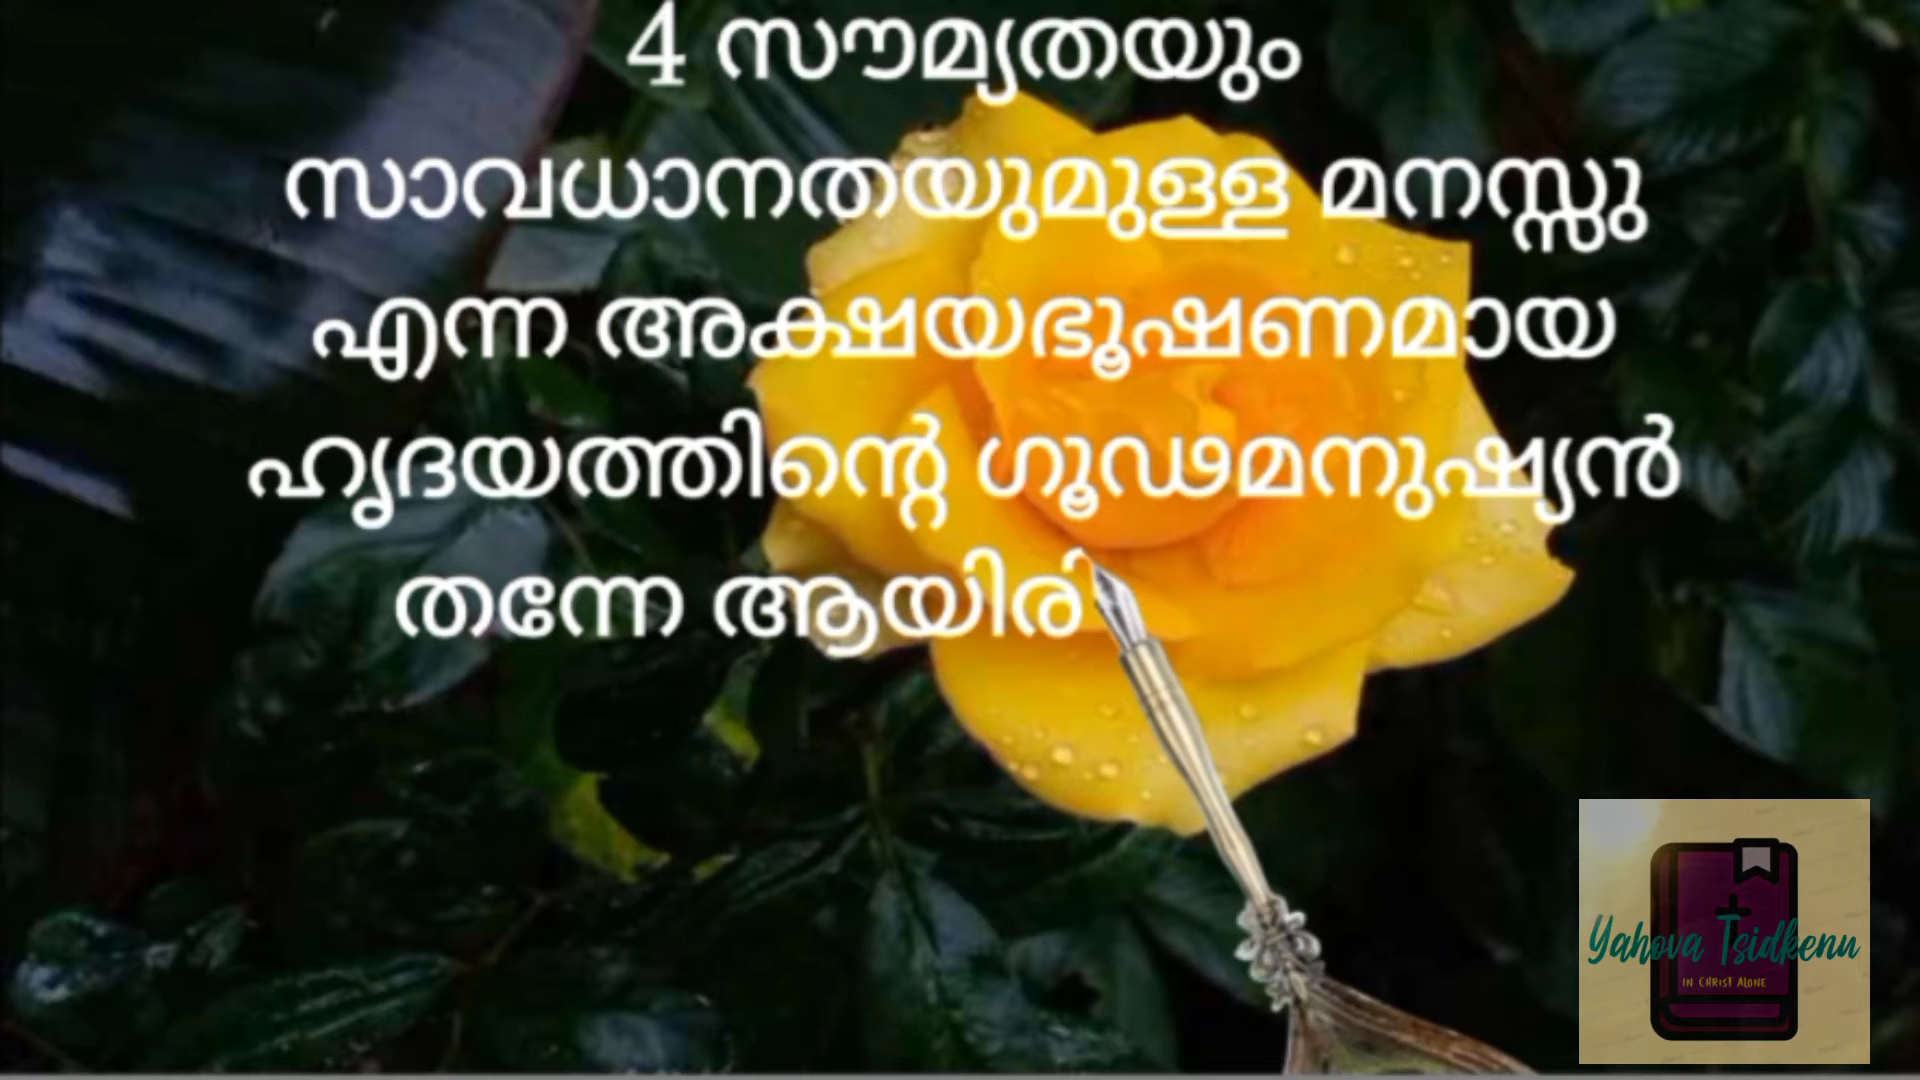 4 സൗമ്യതയും
സാവധാനതയുമുള്ള മനസ്സു
എന്ന അക്ഷയഭൂഷണമായ
ഹൃദയത്തിന്റെ ഗൂഢമനുഷ്യൻ
തന്നേ ആയിരി
Yahova Tsidkenu
IN CHRIST ALONE